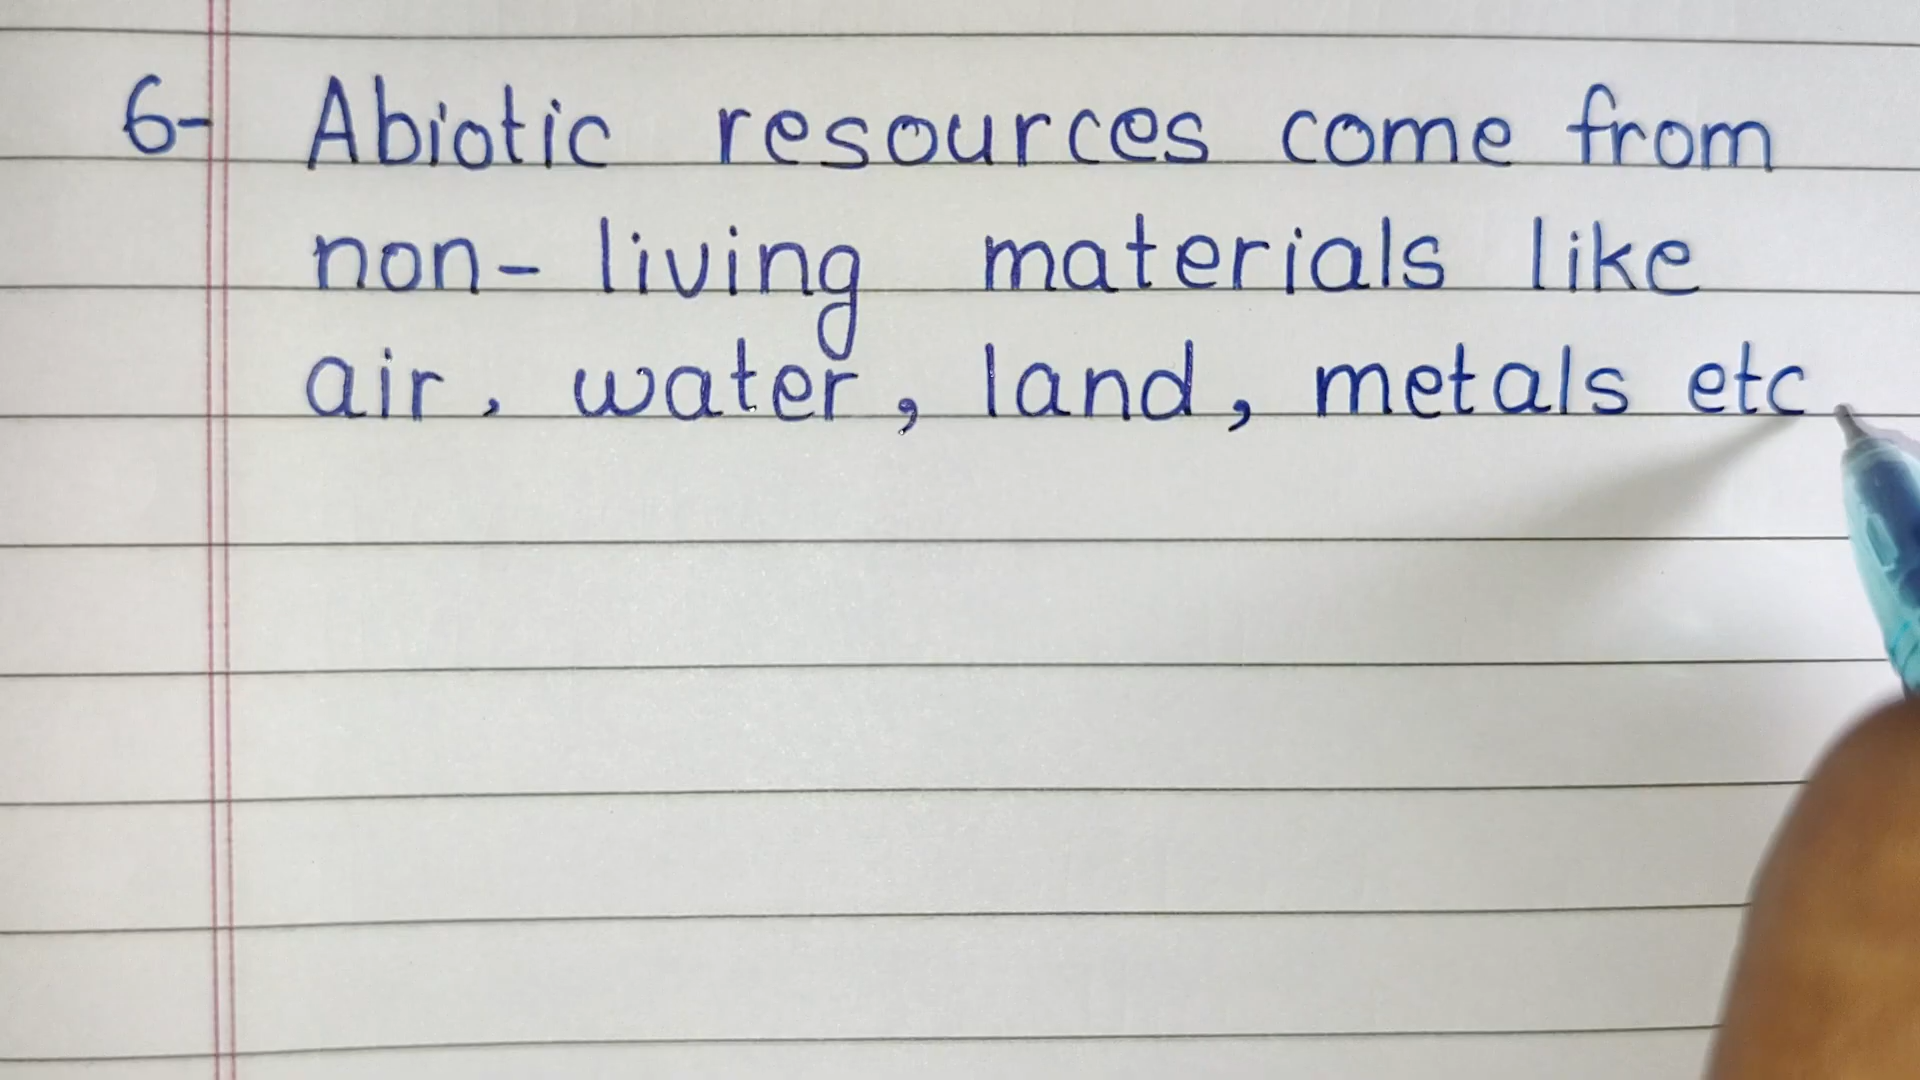 6- Abiotic resources come from
non-living materials like
air, water, land, metals etc.